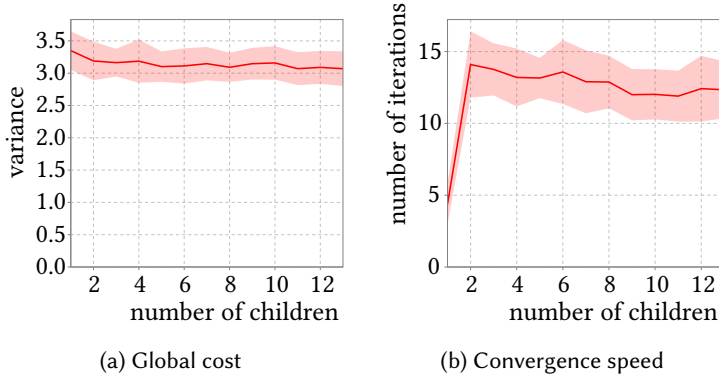 3.5
3.0
2.5
2.0
1.5
1.0
0.5
0.0
variance
2 4 6 8 10 12
number of children
(a) Global cost
15
10
5
0
number of iterations
2 4 6 8 10 12
number of children
(b) Convergence speed